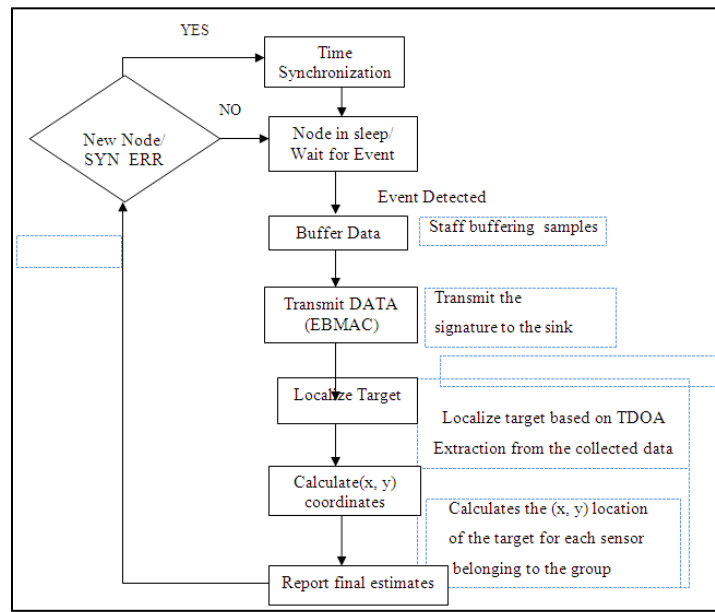 YES
Time
Synchronization
NO
New Node/
SYN ERR
Node in sleep/
Wait for Event
Event Detected
Buffer Data
Staff buffering samples
Transmit DATA
(EBMAC)
Transmit the
signature to the sink
Localize Target
Localize target based on TDOA
Extraction from the collected data
Calculate(x, y)
coordinates
Calculates the (x, y) location
of the target for each sensor
belonging to the group
Report final estimates